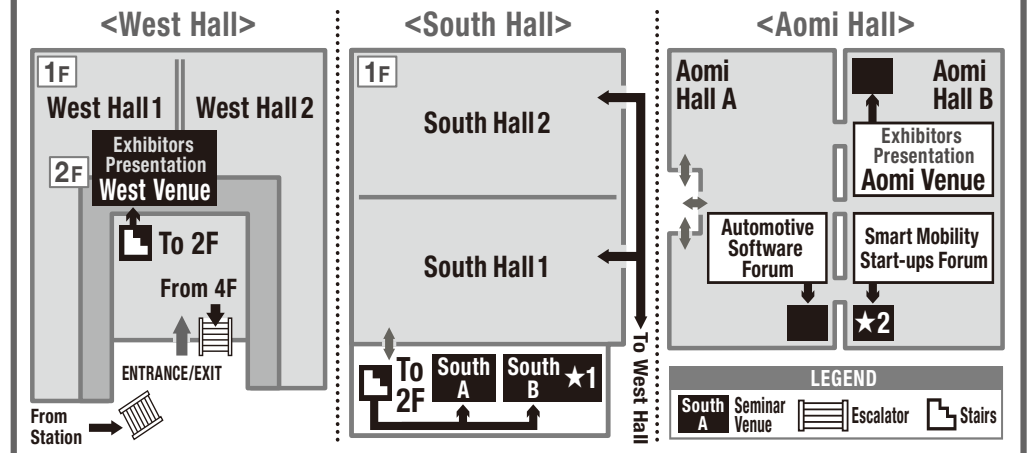 <West Hall>
1F
West Hall 1
West Hall 2
2F
Exhibitors
Presentation
West Venue
To 2F
From 4F
ENTRANCE/EXIT
From
Station
<South Hall>
1F
South Hall 2
South Hall 1
To
2F
South
A
South
B
★1
To West Hall
<Aomi Hall>
Aomi
Hall A
Aomi
Hall B
Exhibitors
Presentation
Aomi Venue
Automotive
Software
Forum
Smart Mobility
Start-ups Forum
★2
LEGEND
South
A
Seminar
Venue
Escalator
Stairs